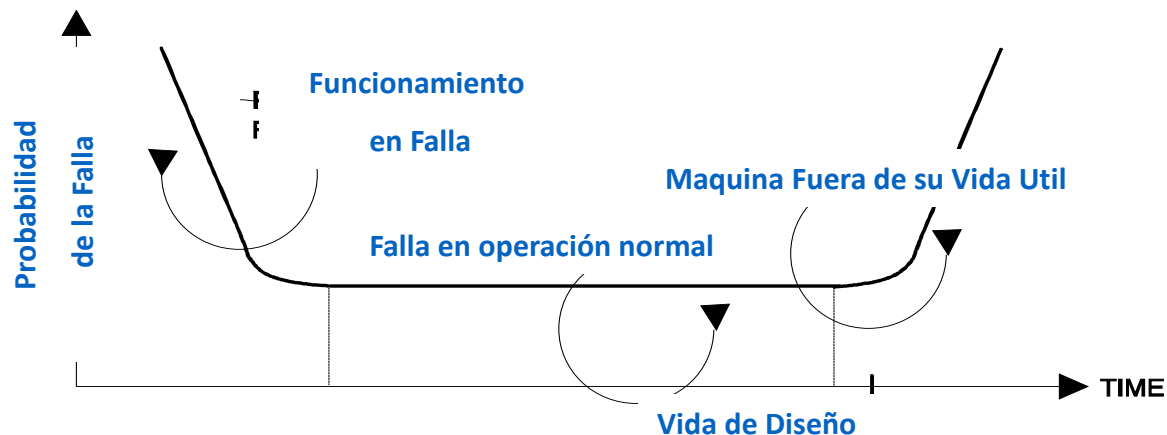 Funcionamiento
en Falla
Probabilidad
de la Falla
Maquina Fuera de su Vida Util
Falla en operación normal
TIME
Vida de Diseño